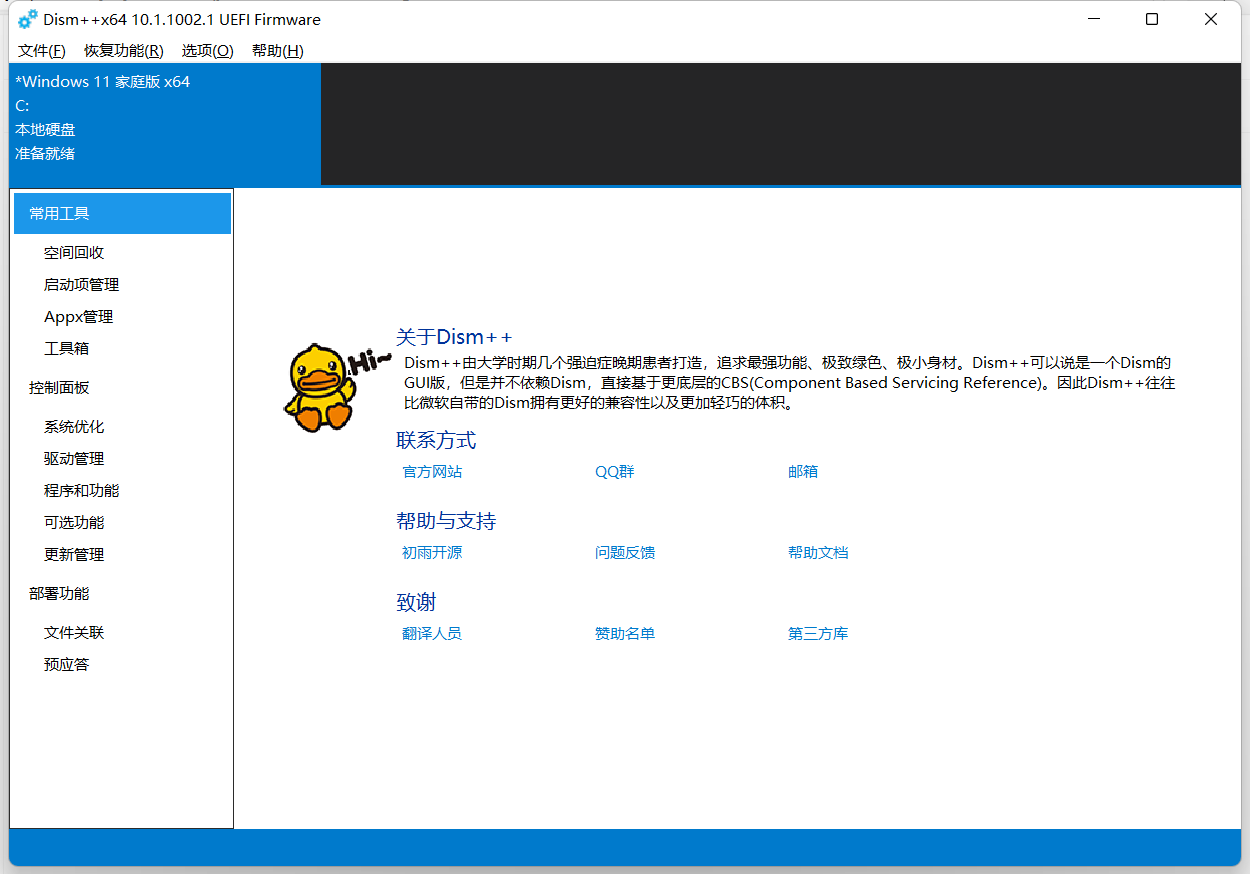 Dism++x64 10.1.1002.1 UEFI Firmware
文件(F) 恢复功能(R) 选项(O) 帮助(H)
*Windows 11 家庭版 x64
C:
本地硬盘
准备就绪
常用工具
空间回收
启动项管理
Appx管理
工具箱
控制面板
系统优化
驱动管理
程序和功能
可选功能
更新管理
部署功能
文件关联
预应答
Hi~
关于Dism++
Dism++由大学时期几个强迫症晚期患者打造，追求最强功能、极致绿色、极小身材。Dism++可以说是一个Dism的
GUI版，但是并不依赖Dism，直接基于更底层的CBS(Component Based Servicing Reference)。因此Dism++往往
比微软自带的Dism拥有更好的兼容性以及更加轻巧的体积。
联系方式
官方网站 QQ群 邮箱
帮助与支持
初雨开源 问题反馈 帮助文档
致谢
翻译人员 赞助名单 第三方库